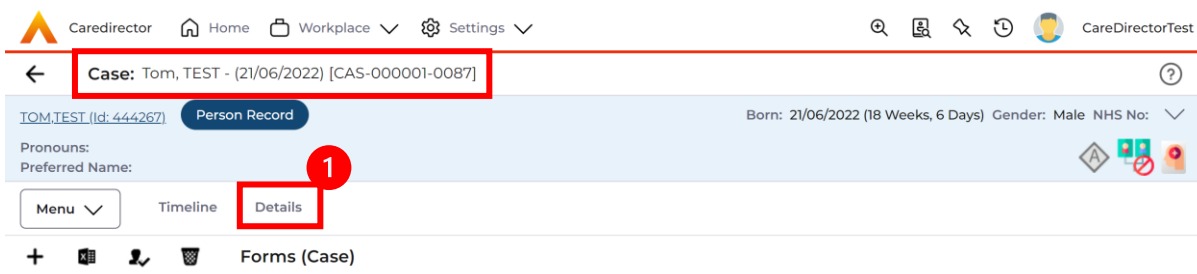 Caredirector Home Workplace Settings CareDirectorTest
Case: Tom, TEST - (21/06/2022) [CAS-000001-0087]
TOM,TEST (Id: 444267) Person Record Born: 21/06/2022 (18 Weeks, 6 Days) Gender: Male NHS No:
Pronouns:
Preferred Name:
A
1
Menu Timeline Details
Forms (Case)